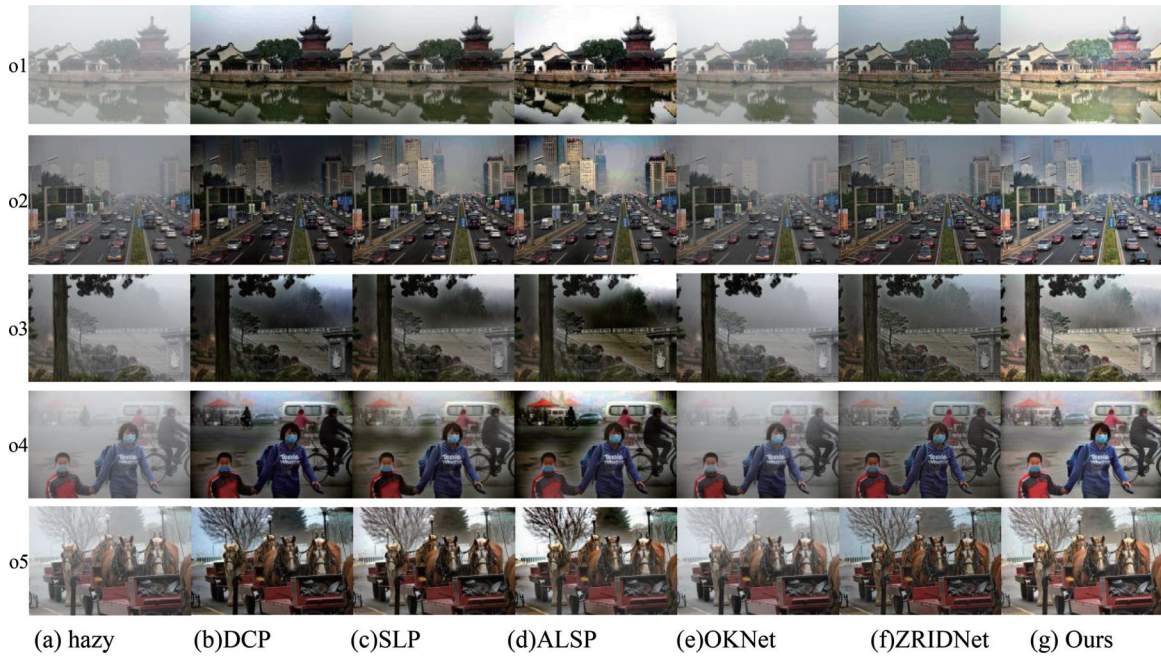 o1
o2
o3
o4
o5
(a) hazy (b)DCP (c)SLP (d)ALSP (e)OKNet (f)ZRIDNet (g) Ours